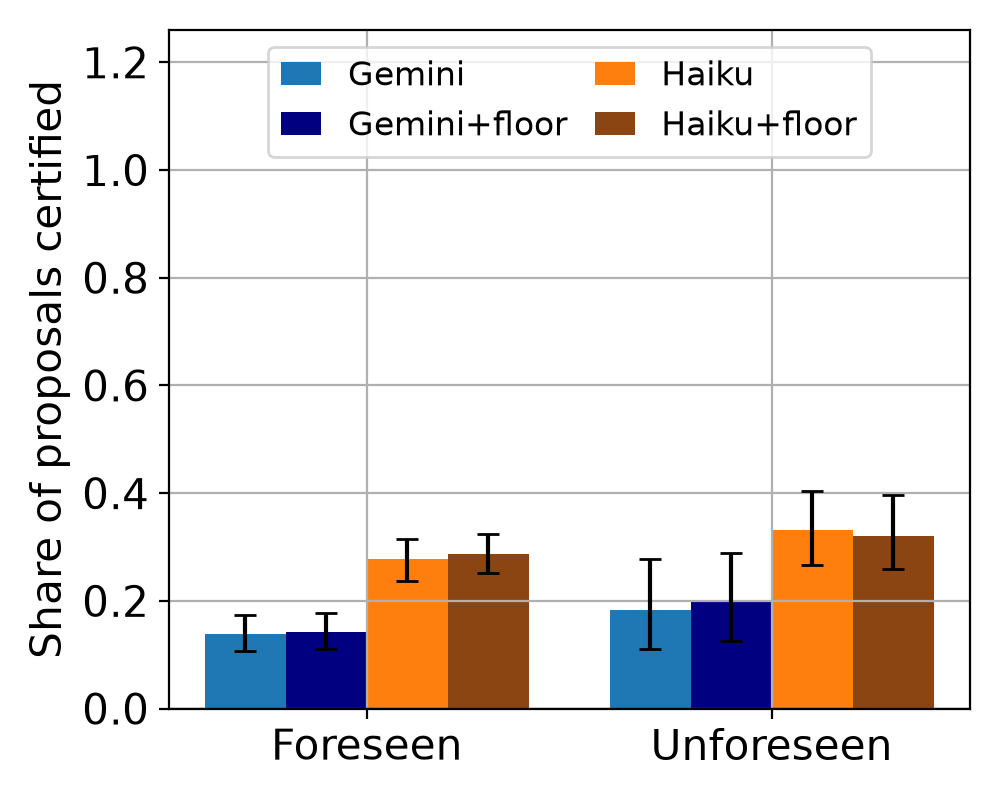 Share of proposals certified
1.2
1.0
0.8
0.6
0.4
0.2
0.0
Gemini
Gemini+floor
Haiku
Haiku+floor
Foreseen
Unforeseen